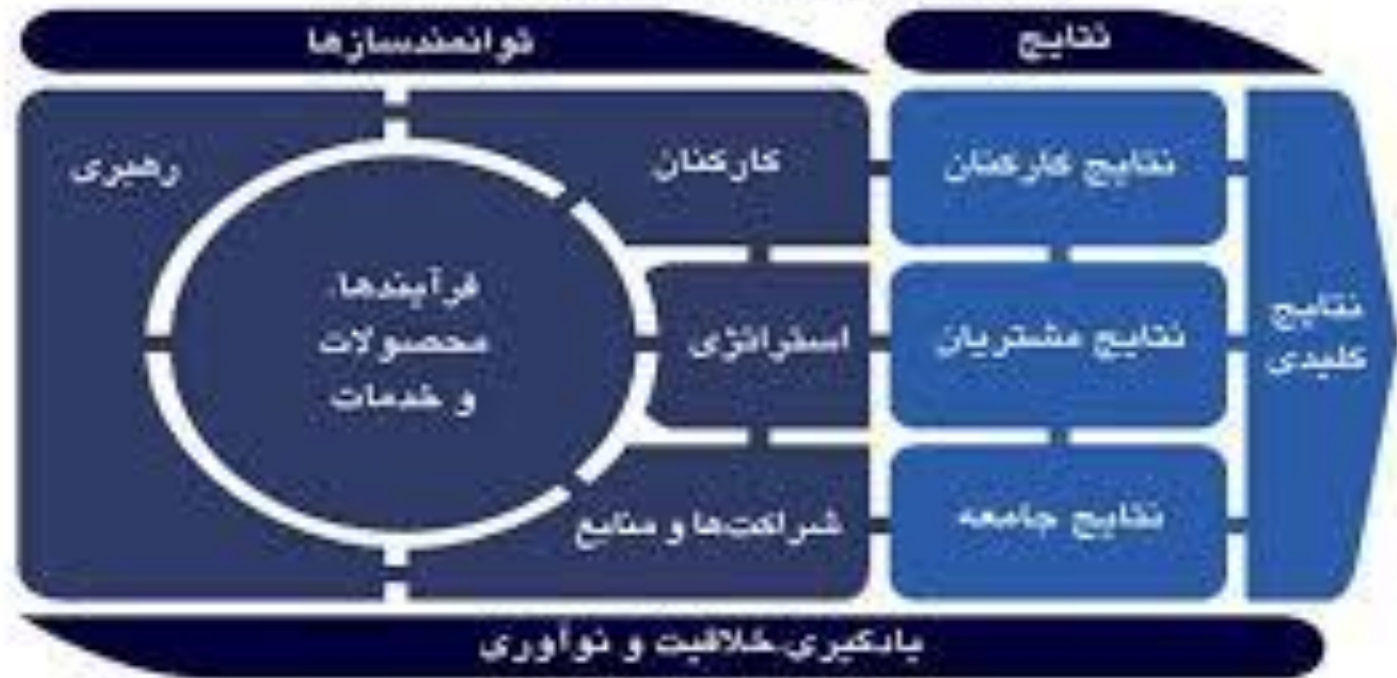 توانمندسازها
نتایج
رهبری
کارکنان
نتایج کارکنان
فرآیندها،
محصولات
و خدمات
استراتژی
نتایج مشتریان
نتایج
کلیدی
شراکت‌ها و منابع
نتایج جامعه
یادگیری،خلاقیت و نوآوری